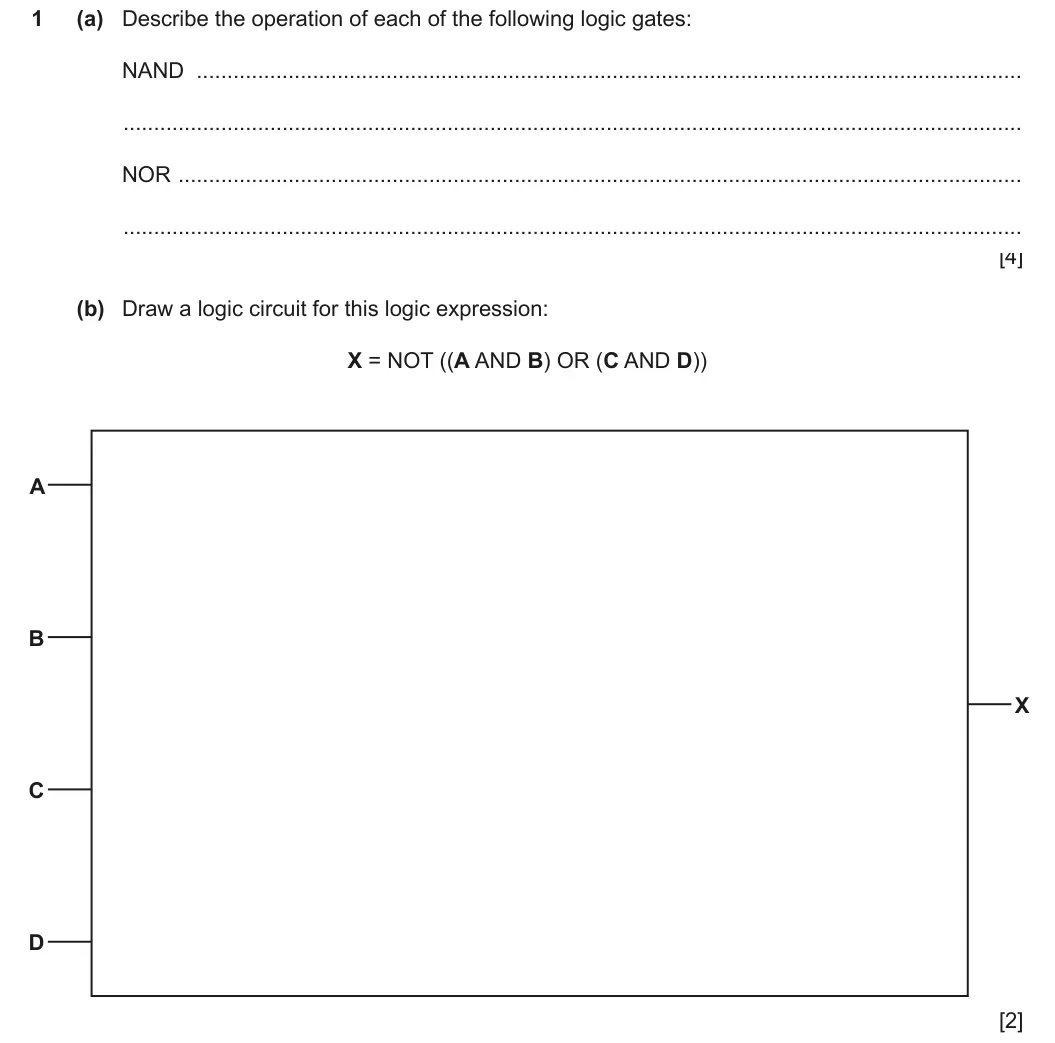 1 (a) Describe the operation of each of the following logic gates:
NAND ..........................................................................................................................................
......................................................................................................................................................
NOR .............................................................................................................................................
......................................................................................................................................................
[4]
(b) Draw a logic circuit for this logic expression:
X = NOT ((A AND B) OR (C AND D))
A
B
X
C
D
[2]